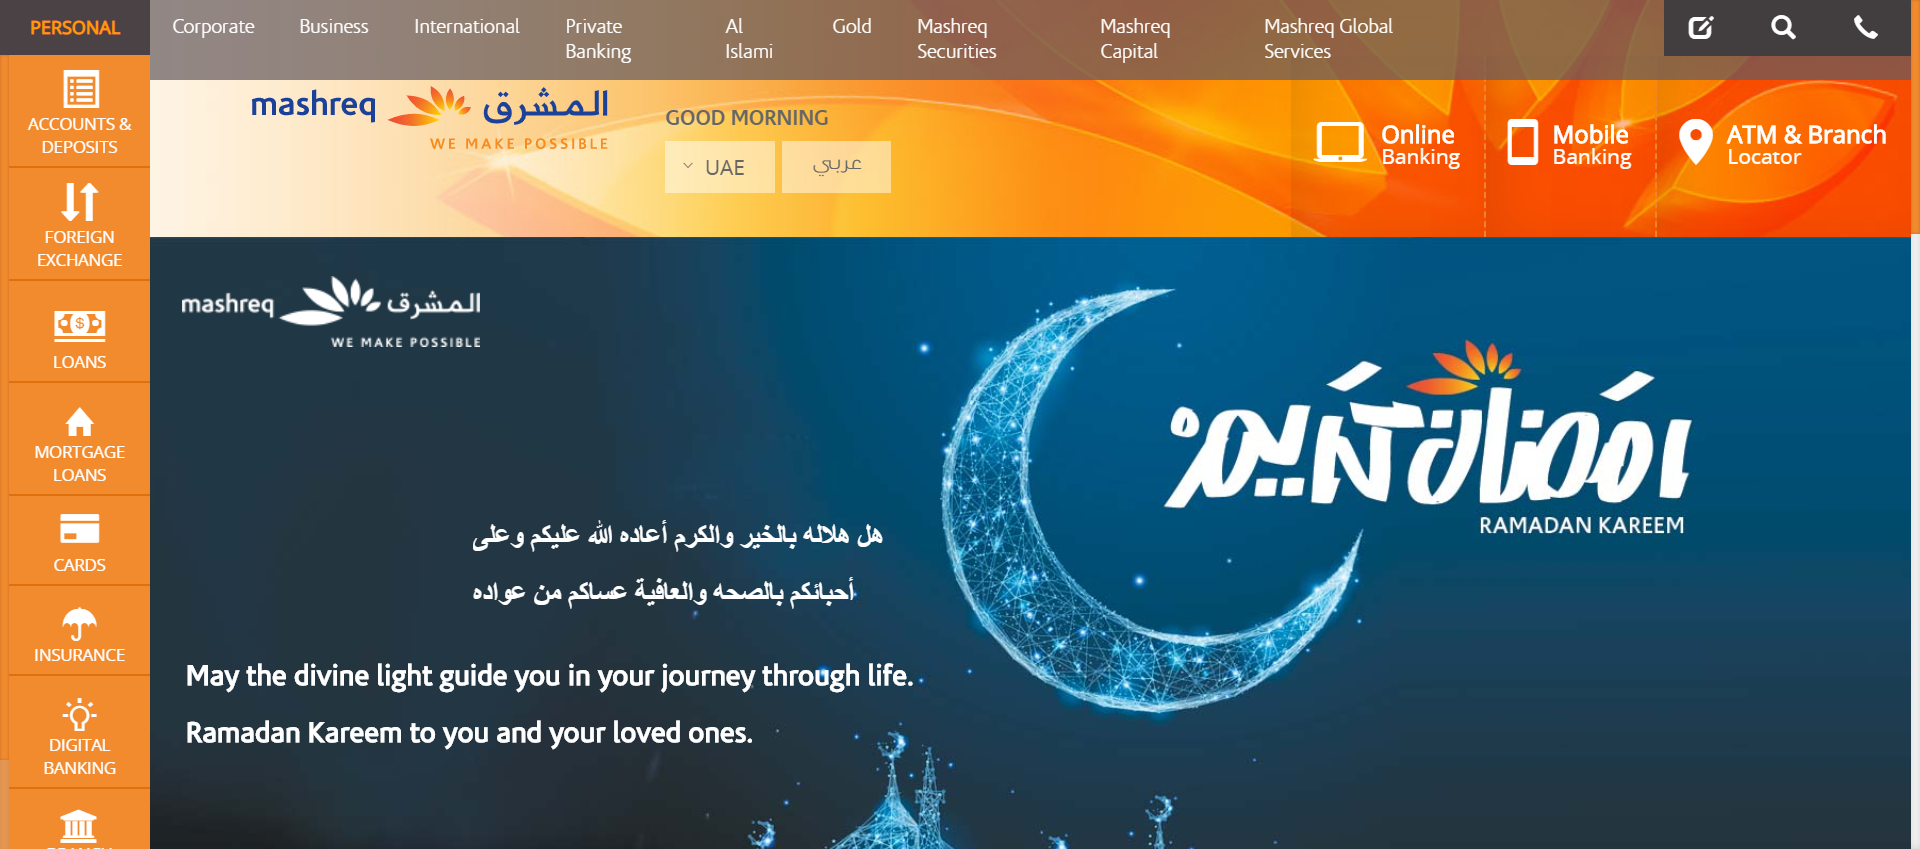 PERSONAL
Corporate
Business
International
Private
Banking
Al
Islami
Gold
Mashreq
Securities
Mashreq
Capital
Mashreq Global
Services
mashreq المشرق
WE MAKE POSSIBLE
GOOD MORNING
UAE
عربي
Online
Banking
Mobile
Banking
ATM & Branch
Locator
ACCOUNTS &
DEPOSITS
FOREIGN
EXCHANGE
LOANS
MORTGAGE
LOANS
CARDS
INSURANCE
DIGITAL
BANKING
mashreq المشرق
WE MAKE POSSIBLE
رمضان كريم
RAMADAN KAREEM
هل هلاله بالخير والكرم أعاده الله عليكم وعلى
أحبائكم بالصحه والعافية عساكم من عواده
May the divine light guide you in your journey through life.
Ramadan Kareem to you and your loved ones.